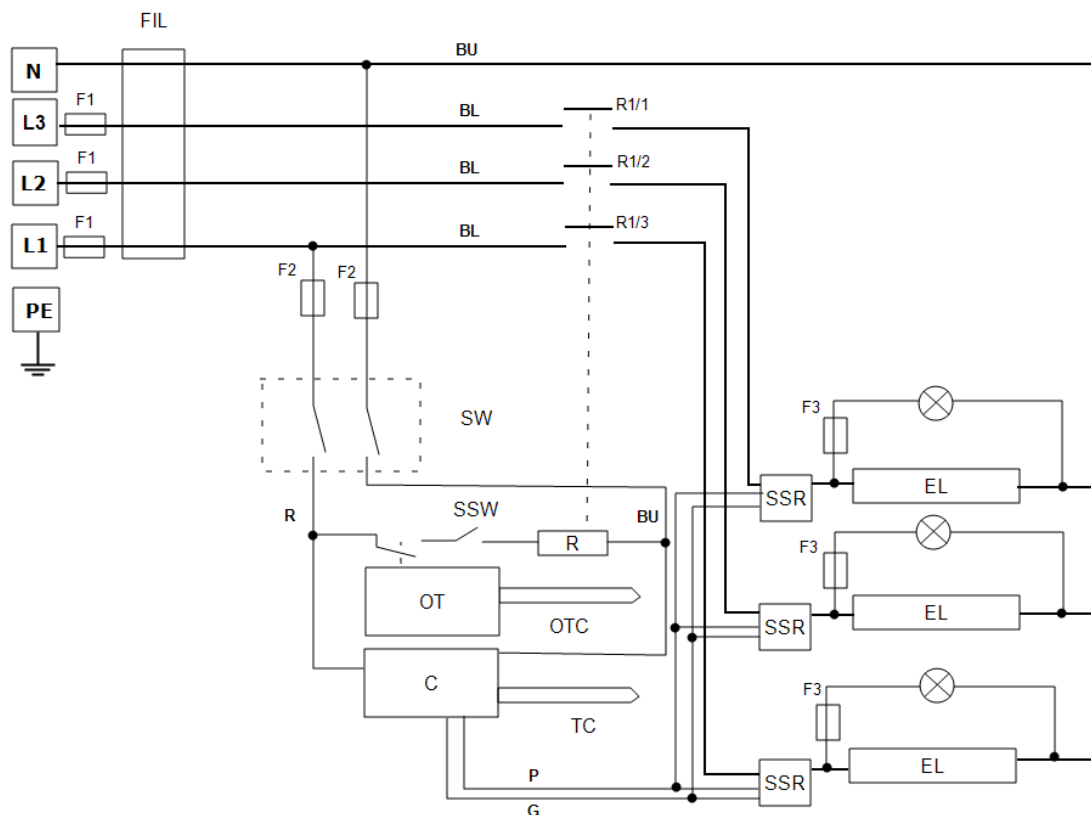 FIL
N
BU
F1
L3
BL
R1/1
F1
L2
BL
R1/2
F1
L1
BL
R1/3
F2
F2
PE
SW
F3
SSR
EL
R
SSW
BU
R
F3
OT
OTC
SSR
EL
C
TC
F3
P
G
SSR
EL